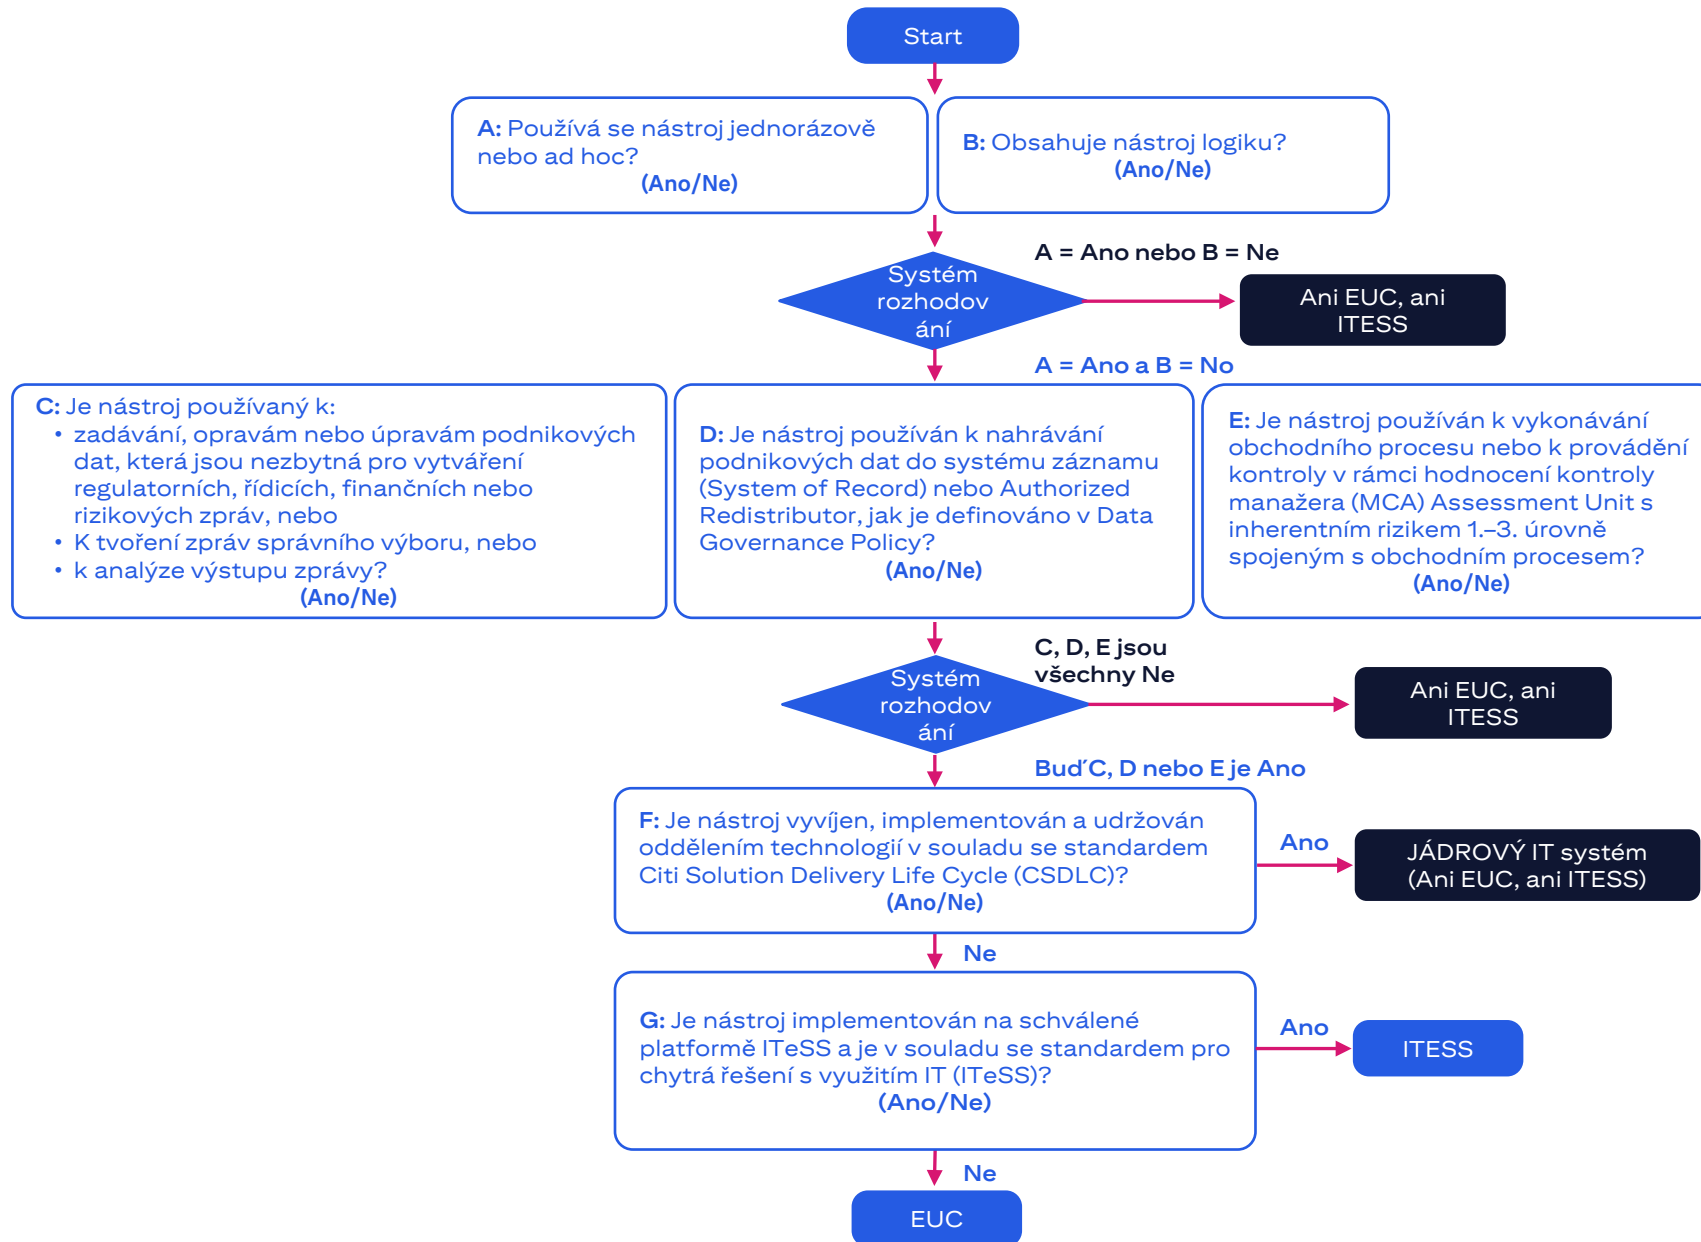 Start
A: Používá se nástroj jednorázově
nebo ad hoc?
(Ano/Ne)
B: Obsahuje nástroj logiku?
(Ano/Ne)
A = Ano nebo B = Ne
Systém
rozhodov
ání
Ani EUC, ani
ITESS
A = Ano a B = No
C: Je nástroj používaný k:
• zadávání, opravám nebo úpravám podnikových
dat, která jsou nezbytná pro vytváření
regulatorních, řídicích, finančních nebo
rizikových zpráv, nebo
• K tvoření zpráv správního výboru, nebo
• k analýze výstupu zprávy?
(Ano/Ne)
D: Je nástroj používán k nahrávání
podnikových dat do systému záznamu
(System of Record) nebo Authorized
Redistributor, jak je definováno v Data
Governance Policy?
(Ano/Ne)
E: Je nástroj používán k vykonávání
obchodního procesu nebo k provádění
kontroly v rámci hodnocení kontroly
manažera (MCA) Assessment Unit s
inherentním rizikem 1.–3. úrovně
spojeným s obchodním procesem?
(Ano/Ne)
C, D, E jsou
všechny Ne
Systém
rozhodov
ání
Ani EUC, ani
ITESS
Buď C, D nebo E je Ano
F: Je nástroj vyvíjen, implementován a udržován
oddělením technologií v souladu se standardem
Citi Solution Delivery Life Cycle (CSDLC)?
(Ano/Ne)
Ano
JÁDROVÝ IT systém
(Ani EUC, ani ITESS)
Ne
G: Je nástroj implementován na schválené
platformě ITeSS a je v souladu se standardem pro
chytrá řešení s využitím IT (ITeSS)?
(Ano/Ne)
Ano
ITESS
Ne
EUC